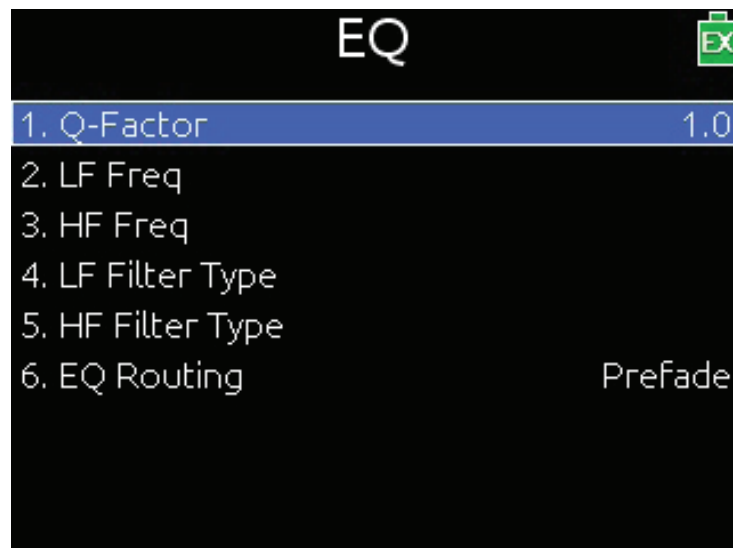 EQ
EX
1. Q-Factor 1.0
2. LF Freq
3. HF Freq
4. LF Filter Type
5. HF Filter Type
6. EQ Routing Prefade